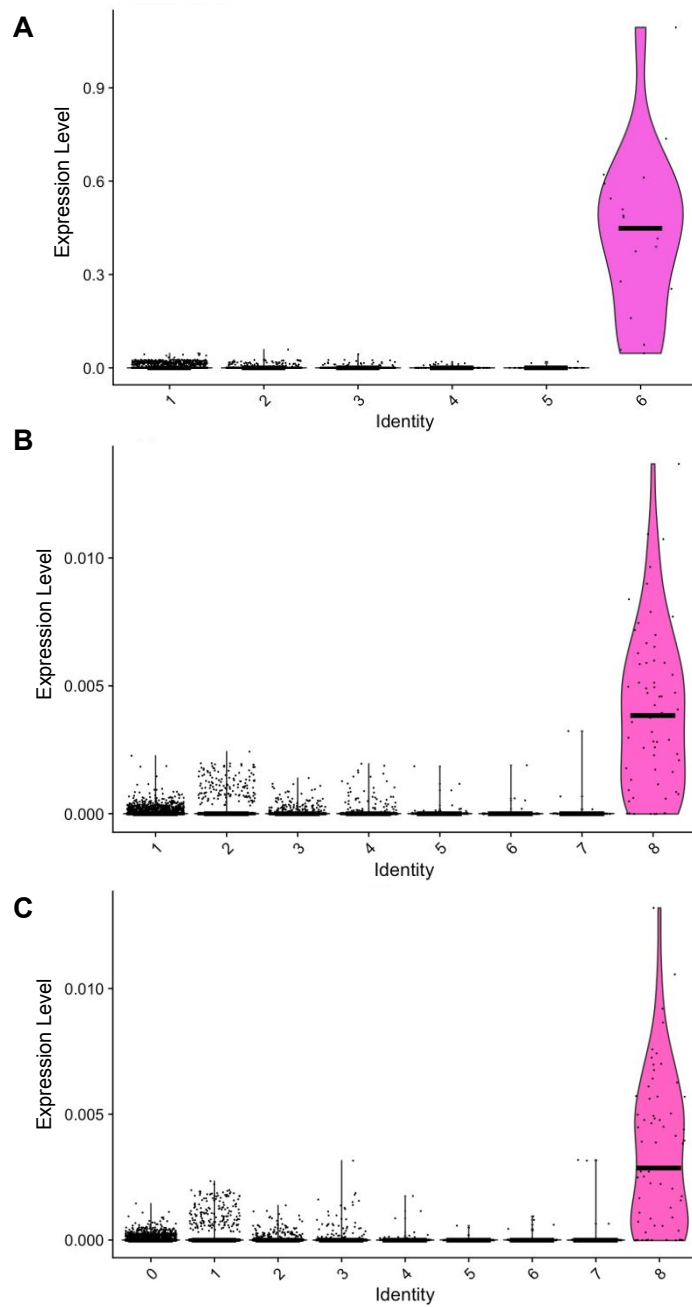 A
Expression Level
0.9
0.6
0.3
0.0
1 2 3 4 5 6
Identity
B
Expression Level
0.010
0.005
0.000
1 2 3 4 5 6 7 8
Identity
C
Expression Level
0.010
0.005
0.000
0 1 2 3 4 5 6 7 8
Identity